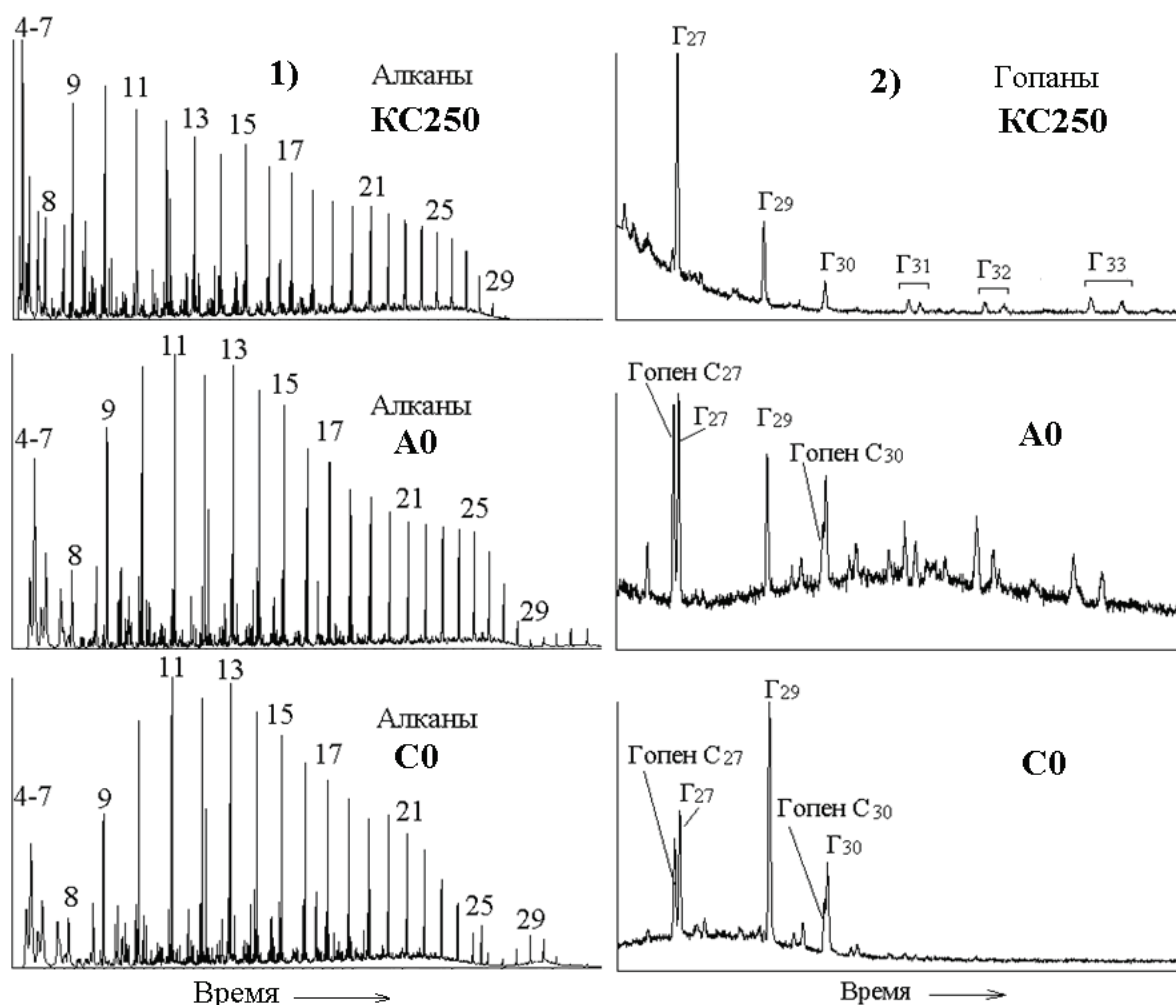 4-7
9
11
13
15
17
21
25
29
8
1)
Алканы
КС250
Г27
Г29
Г30
Г31
Г32
Г33
2)
Гопаны
КС250
4-7
8
9
11
13
15
17
21
25
29
Алканы
А0
Гопен С27
Г27
Г29
Гопен С30
А0
4-7
8
9
11
13
15
17
21
25
29
Алканы
С0
Гопен С27
Г27
Г29
Гопен С30
Г30
С0
Время
Время